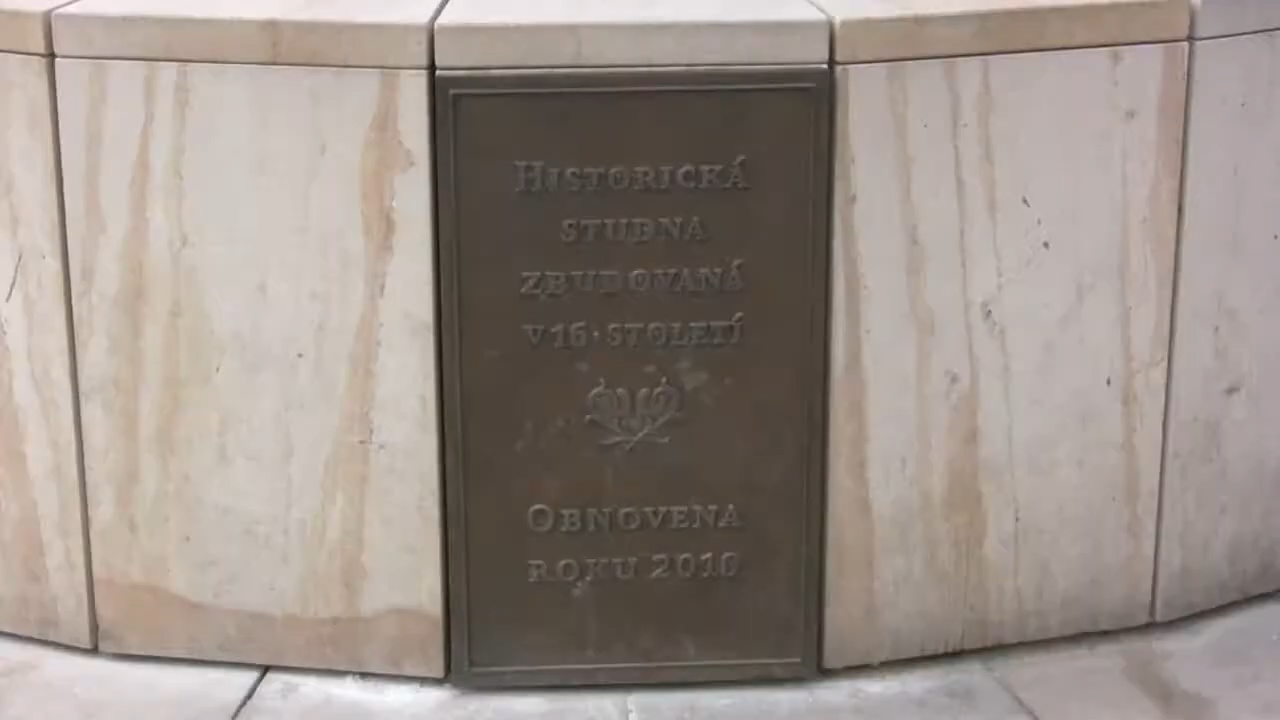 HISTORICKÁ
STUDNA
ZBUDOVANÁ
V 16. STOLETÍ
OBNOVENA
ROKU 2010